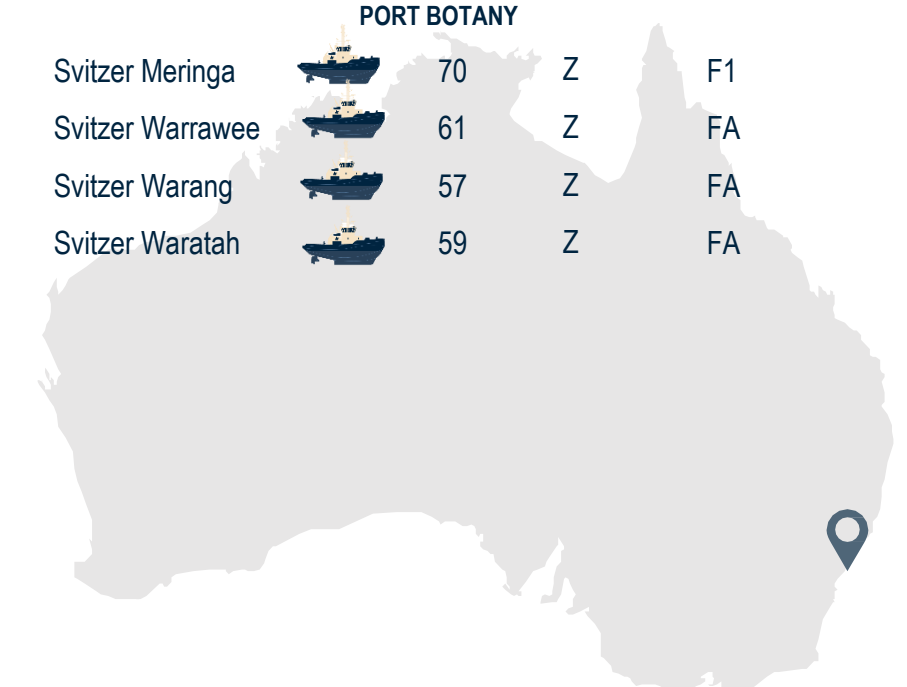 PORT BOTANY
Svitzer Meringa 70 Z F1
Svitzer Warrawee 61 Z FA
Svitzer Warang 57 Z FA
Svitzer Waratah 59 Z FA